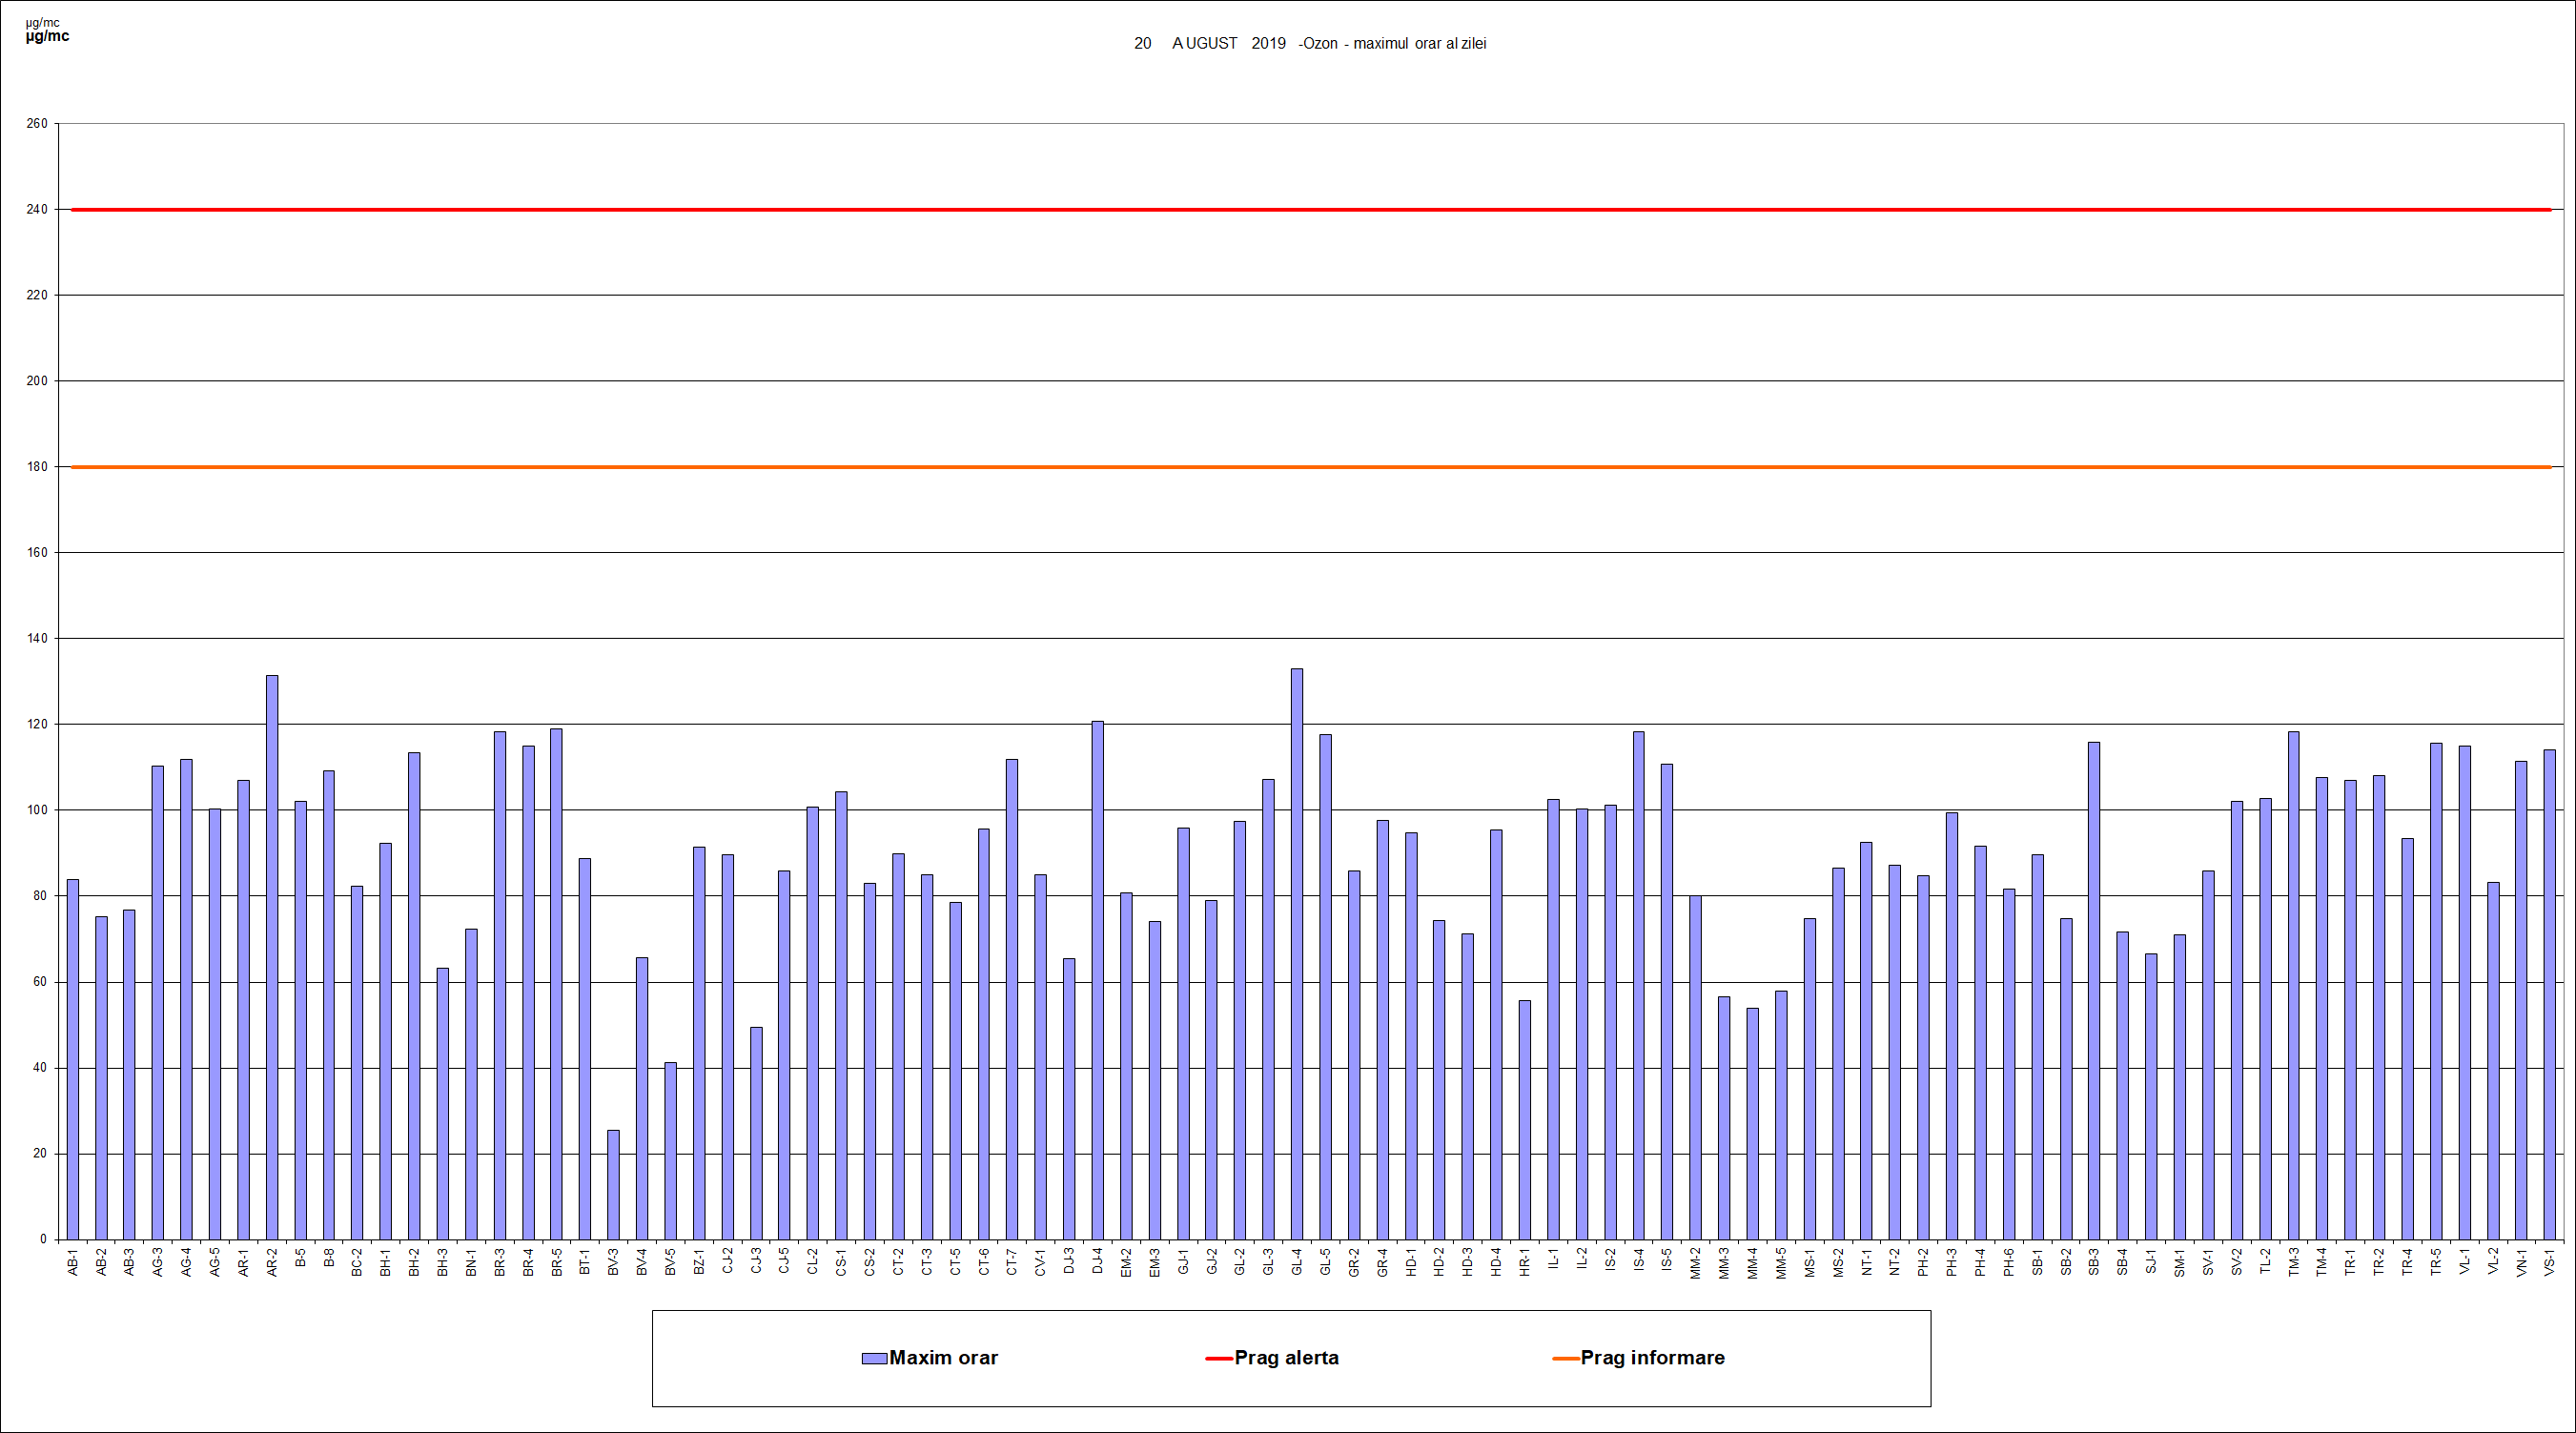 µg/mc
µg/mc
20 AUGUST 2019 -Ozon - maximul orar al zilei
260
240
220
200
180
160
140
120
100
80
60
40
20
0
AB-1 AB-2 AB-3 AG-3 AG-4 AG-5 AR-1 AR-2 B-5 B-8 BC-2 BH-1 BH-2 BH-3 BN-1 BR-3 BR-4 BR-5 BT-1 BV-3 BV-4 BV-5 BZ-1 CJ-2 CJ-3 CJ-5 CL-2 CS-1 CS-2 CT-2 CT-3 CT-5 CT-6 CT-7 CV-1 DJ-3 DJ-4 EM-2 EM-3 GJ-1 GJ-2 GL-2 GL-3 GL-4 GL-5 GR-2 GR-4 HD-1 HD-2 HD-3 HD-4 HR-1 IL-1 IL-2 IS-2 IS-4 IS-5 MM-2 MM-3 MM-4 MM-5 MS-1 MS-2 NT-1 NT-2 PH-2 PH-3 PH-4 PH-6 SB-1 SB-2 SB-3 SB-4 SJ-1 SM-1 SV-1 SV-2 TL-2 TM-3 TM-4 TR-1 TR-2 TR-4 TR-5 VL-1 VL-2 VN-1 VS-1
Maxim orar Prag alerta Prag informare